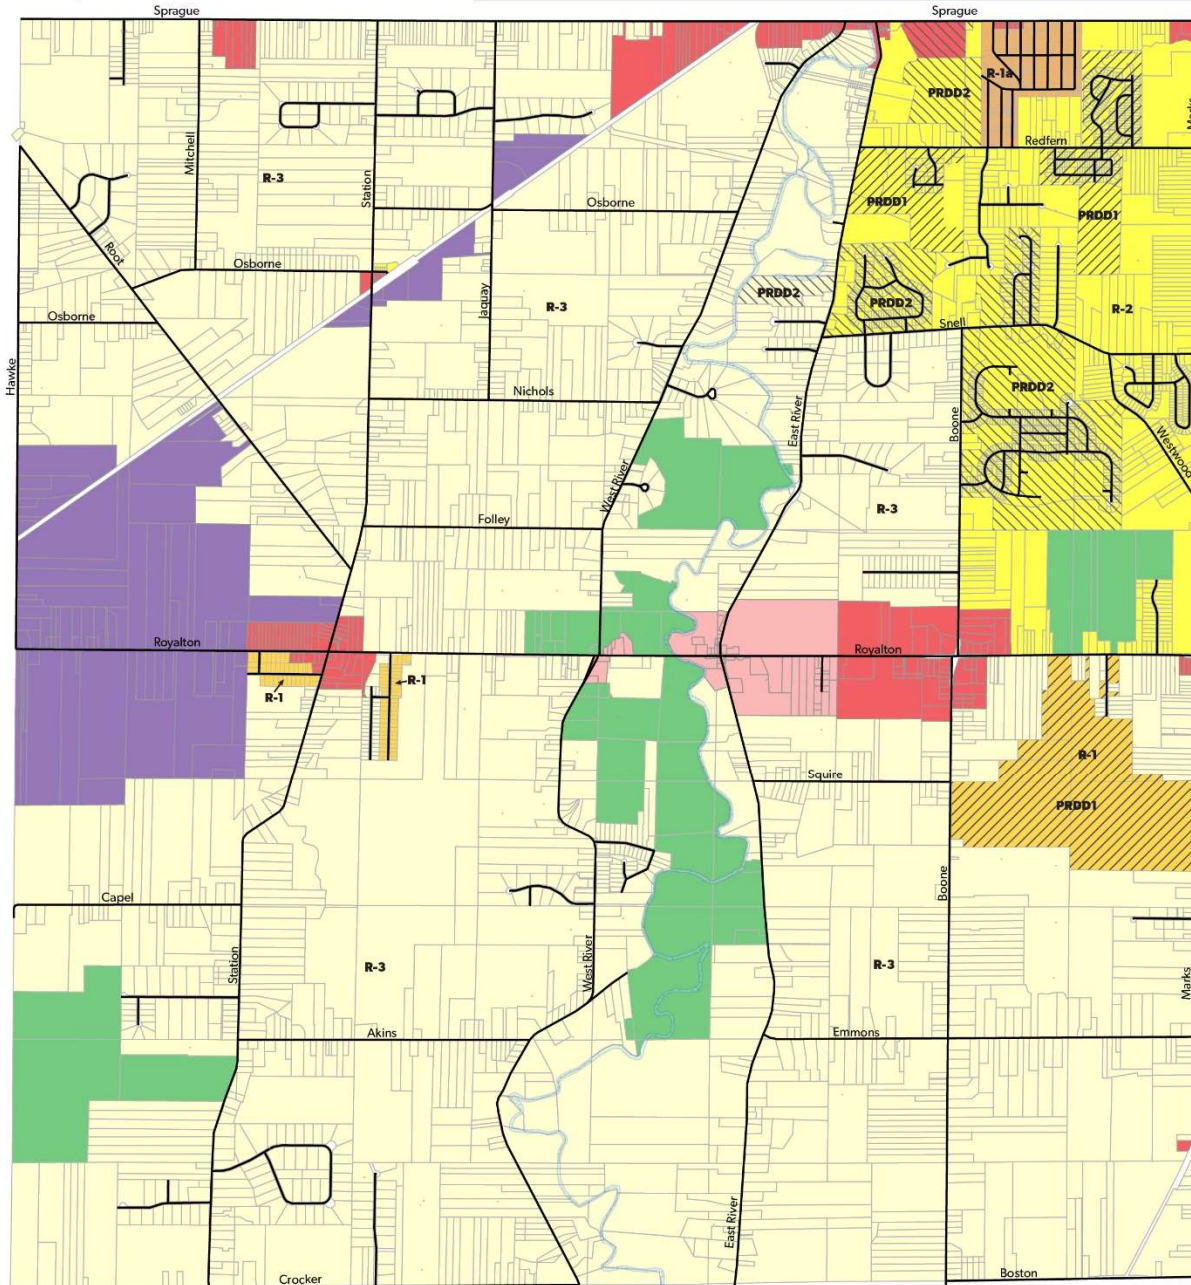 Sprague
Sprague
R-1a
PRDD2
Marks
Mitchell
Redfern
R-3
Station
PRDD1
Osborne
PRDD1
Root
Osborne
PRDD2
PRDD2
Jaquay
R-3
R-2
Osborne
Snell
Hawke
Nichols
PRDD2
East River
Boone
Westwood
West River
R-3
Folley
Royalton
Royalton
R-1
R-1
R-1
Squire
PRDD1
Boone
Capel
Station
West River
R-3
R-3
Marks
Akins
Emmons
East River
Crocker
Boston